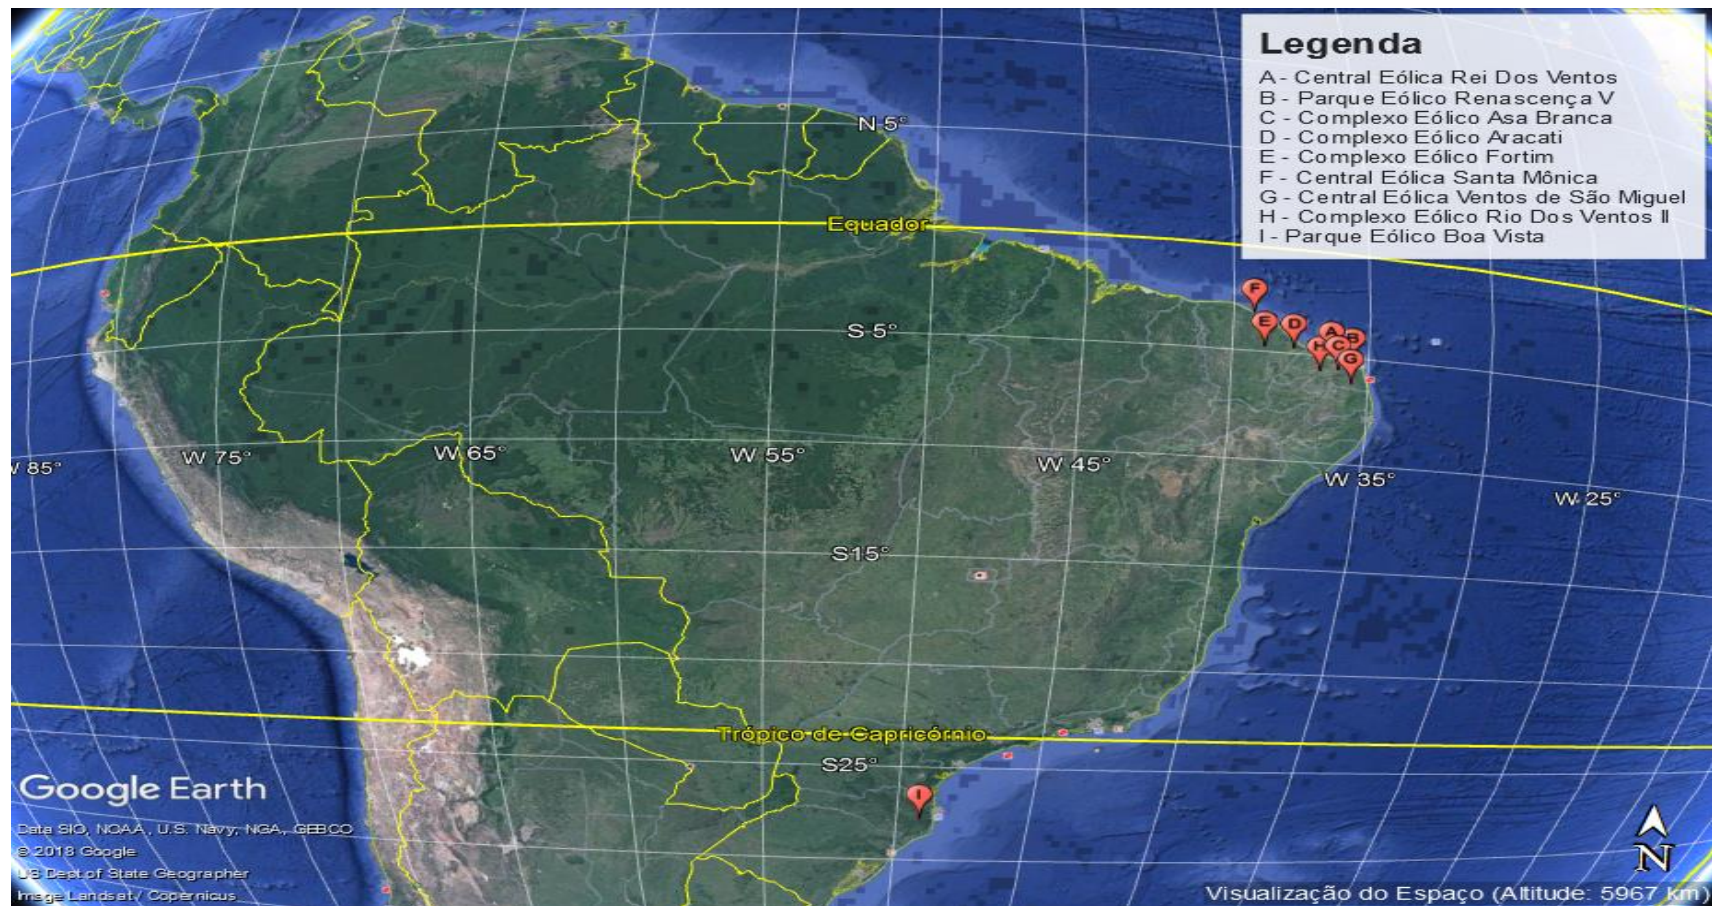 Legenda
A - Central Eólica Rei Dos Ventos
B - Parque Eólico Renascença V
C - Complexo Eólico Asa Branca
D - Complexo Eólico Aracati
E - Complexo Eólico Fortim
F - Central Eólica Santa Mônica
G - Central Eólica Ventos de São Miguel
H - Complexo Eólico Rio Dos Ventos II
I - Parque Eólico Boa Vista
N 5°
Equador
F
E D A B
H C
G
S 5°
85° W 75° W 65° W 55° W 45° W 35° W 25°
S15°
Trópico de Capricórnio
S25°
I
Google Earth
Data SIO, NOAA, U.S. Navy, NGA, GEBCO
© 2018 Google
US Dept of State Geographer
Image Landsat / Copernicus
N
Visualização do Espaço (Altitude: 5967 km)